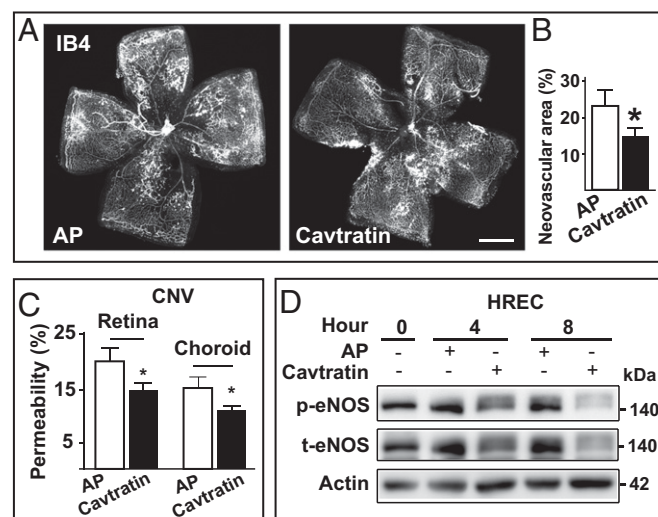 A
IB4
AP
Cavtratin
B
Neovascular area (%)
30
20
10
*
AP
Cavtratin
C
CNV
Permeability (%)
25
15
5
Retina
Choroid
*
*
AP
Cavtratin
AP
Cavtratin
D
HREC
Hour 0 4 8
AP - + - + -
Cavtratin - - + - + kDa
p-eNOS -140
t-eNOS -140
Actin -42